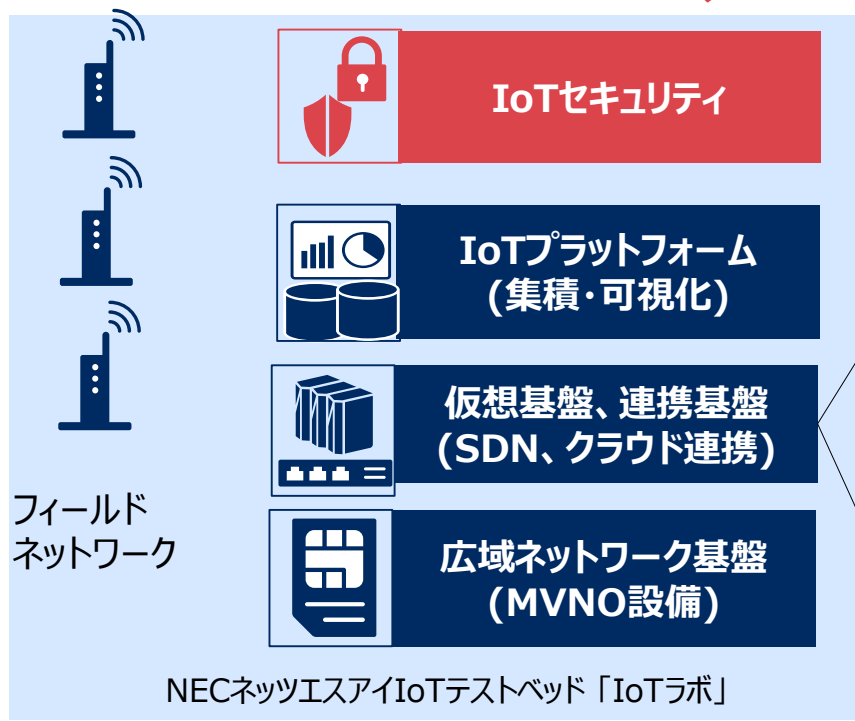 IoTセキュリティ
IoTプラットフォーム
(集積・可視化)
仮想基盤、連携基盤
(SDN、クラウド連携)
広域ネットワーク基盤
(MVNO設備)
フィールド
ネットワーク
NECネッツエスアイIoTテストベッド「IoTラボ」